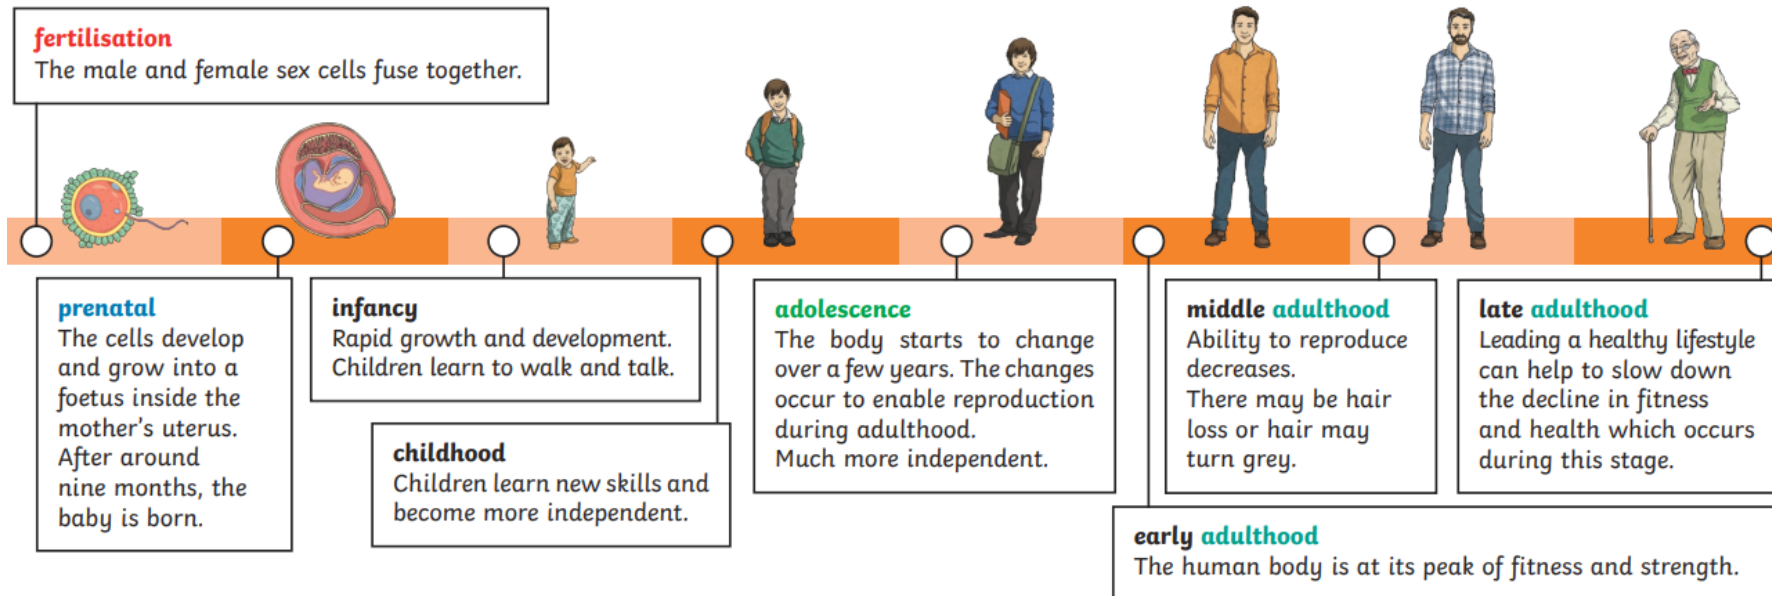 fertilisation
The male and female sex cells fuse together.
prenatal
The cells develop
and grow into a
foetus inside the
mother's uterus.
After around
nine months, the
baby is born.
infancy
Rapid growth and development.
Children learn to walk and talk.
childhood
Children learn new skills and
become more independent.
adolescence
The body starts to change
over a few years. The changes
occur to enable reproduction
during adulthood.
Much more independent.
early adulthood
The human body is at its peak of fitness and strength.
middle adulthood
Ability to reproduce
decreases.
There may be hair
loss or hair may
turn grey.
late adulthood
Leading a healthy lifestyle
can help to slow down
the decline in fitness
and health which occurs
during this stage.